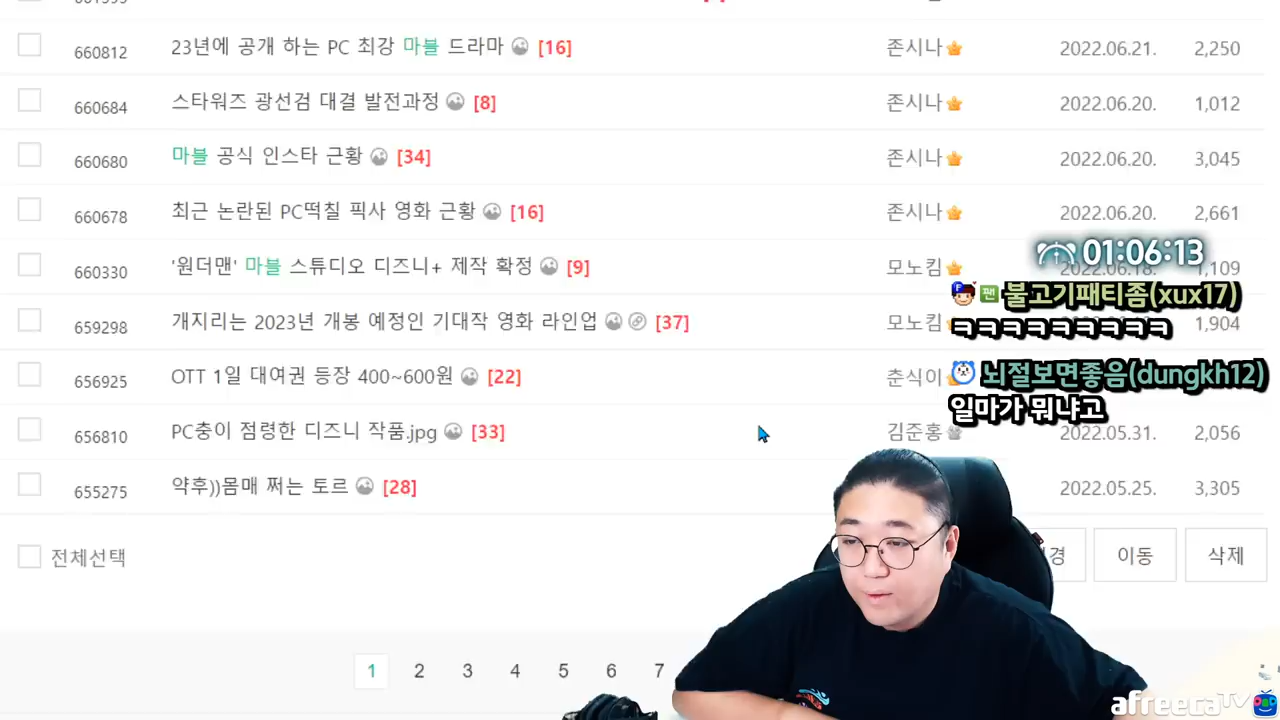 660812 23년에 공개 하는 PC 최강 마블 드라마 [16] 존시나 2022.06.21. 2,250
660684 스타워즈 광선검 대결 발전과정 [8] 존시나 2022.06.20. 1,012
660680 마블 공식 인스타 근황 [34] 존시나 2022.06.20. 3,045
660678 최근 논란된 PC떡칠 픽사 영화 근황 [16] 존시나 2022.06.20. 2,661
01:06:13
660330 '원더맨' 마블 스튜디오 디즈니+ 제작 확정 [9] 모노킴 2022.06.18. 1,109
F 팬 불고기패티좀(xux17)
659298 개지리는 2023년 개봉 예정인 기대작 영화 라인업 [37] 모노킴 1,904
ㅋㅋㅋㅋㅋㅋㅋㅋㅋ
656925 OTT 1일 대여권 등장 400~600원 [22] 춘식이
뇌절보면좋음(dungkh12)
일마가 뭐냐고
656810 PC충이 점령한 디즈니 작품.jpg [33] 김준홍 2022.05.31. 2,056
655275 약후))몸매 쩌는 토르 [28] 2022.05.25. 3,305
전체선택 경 이동 삭제
1 2 3 4 5 6 7
afreecaTV